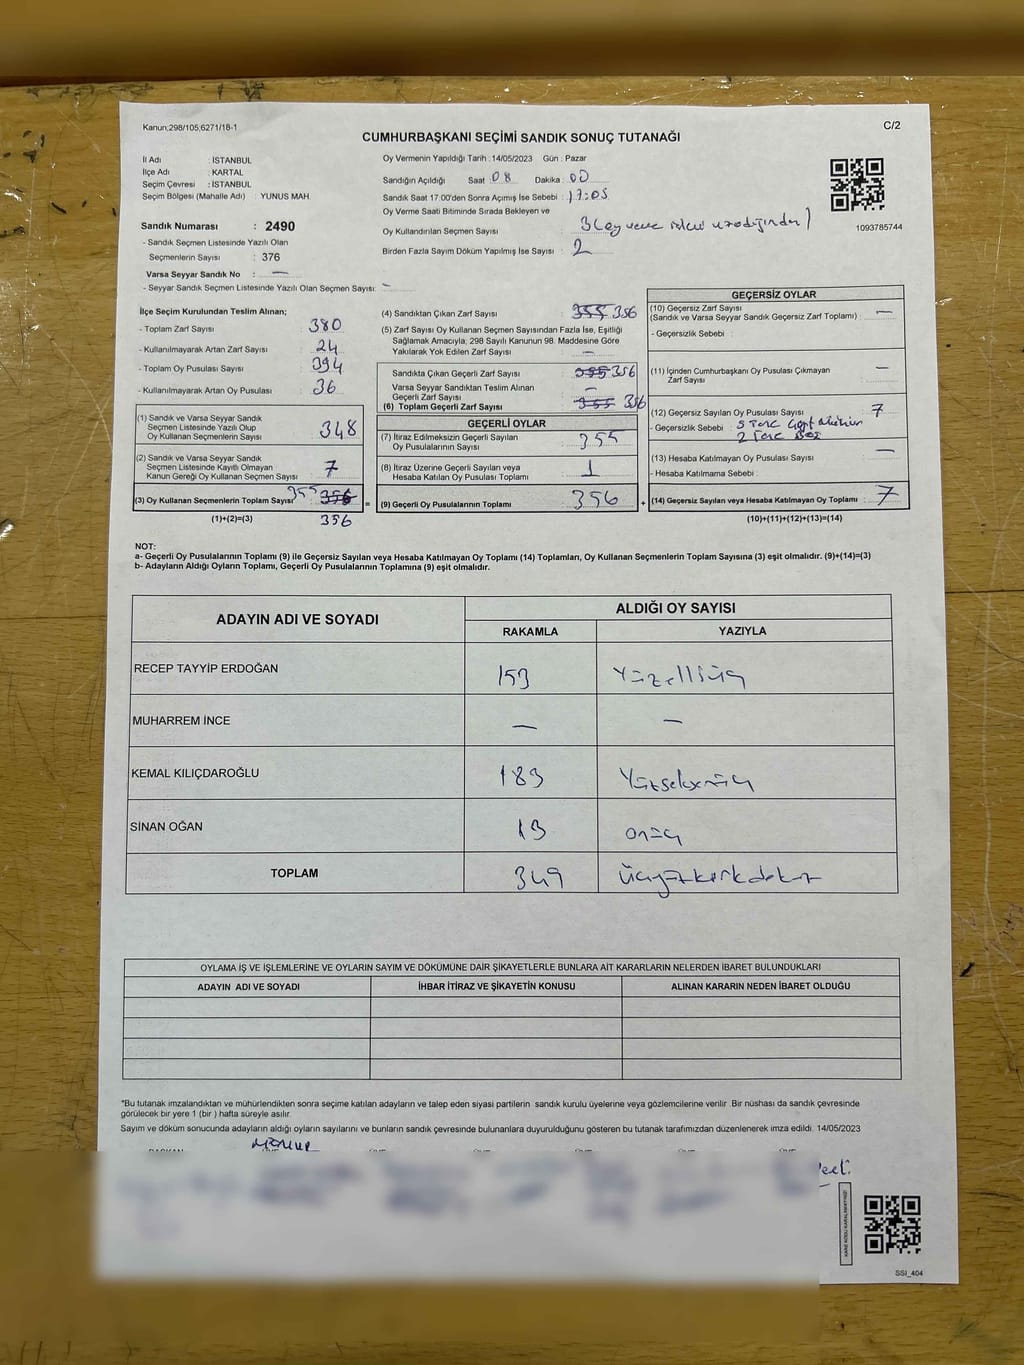 Kanun;298/105;6271/18-1
C/2
CUMHURBAŞKANI SEÇİMİ SANDIK SONUÇ TUTANAĞI
İl Adı : İSTANBUL
İlçe Adı : KARTAL
Seçim Çevresi : İSTANBUL
Seçim Bölgesi (Mahalle Adı) YUNUS MAH.
Sandık Numarası : 2490
- Sandık Seçmen Listesinde Yazılı Olan
Seçmenlerin Sayısı : 376
Varsa Seyyar Sandık No : —
- Seyyar Sandık Seçmen Listesinde Yazılı Olan Seçmen Sayısı: -
Oy Vermenin Yapıldığı Tarih : 14/05/2023 Gün : Pazar
Sandığın Açıldığı Saat : 08 Dakika : 00
Sandık Saat 17.00'den Sonra Açımış İse Sebebi : 17:05
Oy Verme Saati Bitiminde Sırada Bekleyen ve
Oy Kullandırılan Seçmen Sayısı : 3
Birden Fazla Sayım Döküm Yapılmış İse Sayısı : 2
1093785744
İlçe Seçim Kurulundan Teslim Alınan;
- Toplam Zarf Sayısı : 380
- Kullanılmayarak Artan Zarf Sayısı : 24
- Toplam Oy Pusulası Sayısı : 394
- Kullanılmayarak Artan Oy Pusulası : 36
(1) Sandık ve Varsa Seyyar Sandık
Seçmen Listesinde Yazılı Olup
Oy Kullanan Seçmenlerin Sayısı : 348
(2) Sandık ve Varsa Seyyar Sandık
Seçmen Listesinde Kayıtlı Olmayan
Kanun Gereği Oy Kullanan Seçmen Sayısı : 7
(3) Oy Kullanan Seçmenlerin Toplam Sayısı 355 356
(1)+(2)=(3) 356
(4) Sandıktan Çıkan Zarf Sayısı : 355 356
(5) Zarf Sayısı Oy Kullanan Seçmen Sayısından Fazla İse, Eşitliği
Sağlamak Amacıyla; 298 Sayılı Kanunun 98. Maddesine Göre
Yakılarak Yok Edilen Zarf Sayısı : —
Sandıkta Çıkan Geçerli Zarf Sayısı : 355 356
Varsa Seyyar Sandıktan Teslim Alınan
Geçerli Zarf Sayısı : —
(6) Toplam Geçerli Zarf Sayısı : 355 356
GEÇERLİ OYLAR
(7) İtiraz Edilmeksizin Geçerli Sayılan
Oy Pusulasının Sayısı : 355
(8) İtiraz Üzerine Geçerli Sayılan veya
Hesaba Katılan Oy Pusulası Toplamı : 1
= (9) Geçerli Oy Pusulalarının Toplamı : 356
GEÇERSİZ OYLAR
(10) Geçersiz Zarf Sayısı
(Sandık ve Varsa Seyyar Sandık Geçersiz Zarf Toplamı) : —
- Geçersizlik Sebebi :
(11) İçinden Cumhurbaşkanı Oy Pusulası Çıkmayan
Zarf Sayısı : —
(12) Geçersiz Sayılan Oy Pusulası Sayısı : 7
- Geçersizlik Sebebi : 5 Tane Çift Mühür
2 Tane Boş
(13) Hesaba Katılmayan Oy Pusulası Sayısı : —
- Hesaba Katılmama Sebebi :
+ (14) Geçersiz Sayılan veya Hesaba Katılmayan Oy Toplamı : 7
(10)+(11)+(12)+(13)=(14)
NOT:
a- Geçerli Oy Pusulalarının Toplamı (9) ile Geçersiz Sayılan veya Hesaba Katılmayan Oy Toplamı (14) Toplamları, Oy Kullanan Seçmenlerin Toplam Sayısına (3) eşit olmalıdır. (9)+(14)=(3)
b- Adayların Aldığı Oyların Toplamı, Geçerli Oy Pusulalarının Toplamına (9) eşit olmalıdır.
ADAYIN ADI VE SOYADI
ALDIĞI OY SAYISI
RAKAMLA YAZIYLA
RECEP TAYYİP ERDOĞAN 153 Yüzelliüç
MUHARREM İNCE — —
KEMAL KILIÇDAROĞLU 183 Yüzseksenüç
SİNAN OĞAN 13 onüç
TOPLAM 349 Üçyüzkırkdokuz
OYLAMA İŞ VE İŞLEMLERİNE VE OYLARIN SAYIM VE DÖKÜMÜNE DAİR ŞİKAYETLERLE BUNLARA AİT KARARLARIN NELERDEN İBARET BULUNDUKLARI
ADAYIN ADI VE SOYADI İHBAR İTİRAZ VE ŞİKAYETİN KONUSU ALINAN KARARIN NEDEN İBARET OLDUĞU
*Bu tutanak imzalandıktan ve mühürlendikten sonra seçime katılan adayların ve talep eden siyasi partilerin sandık kurulu üyelerine veya gözlemcilerine verilir. Bir nüshası da sandık çevresinde
görülecek bir yere 1 (bir ) hafta süreyle asılır.
Sayım ve döküm sonucunda adayların aldığı oyların sayılarını ve bunların sandık çevresinde bulunanlara duyurulduğunu gösteren bu tutanak tarafımızdan düzenlenerek imza edildi. 14/05/2023
memur
SSI_404